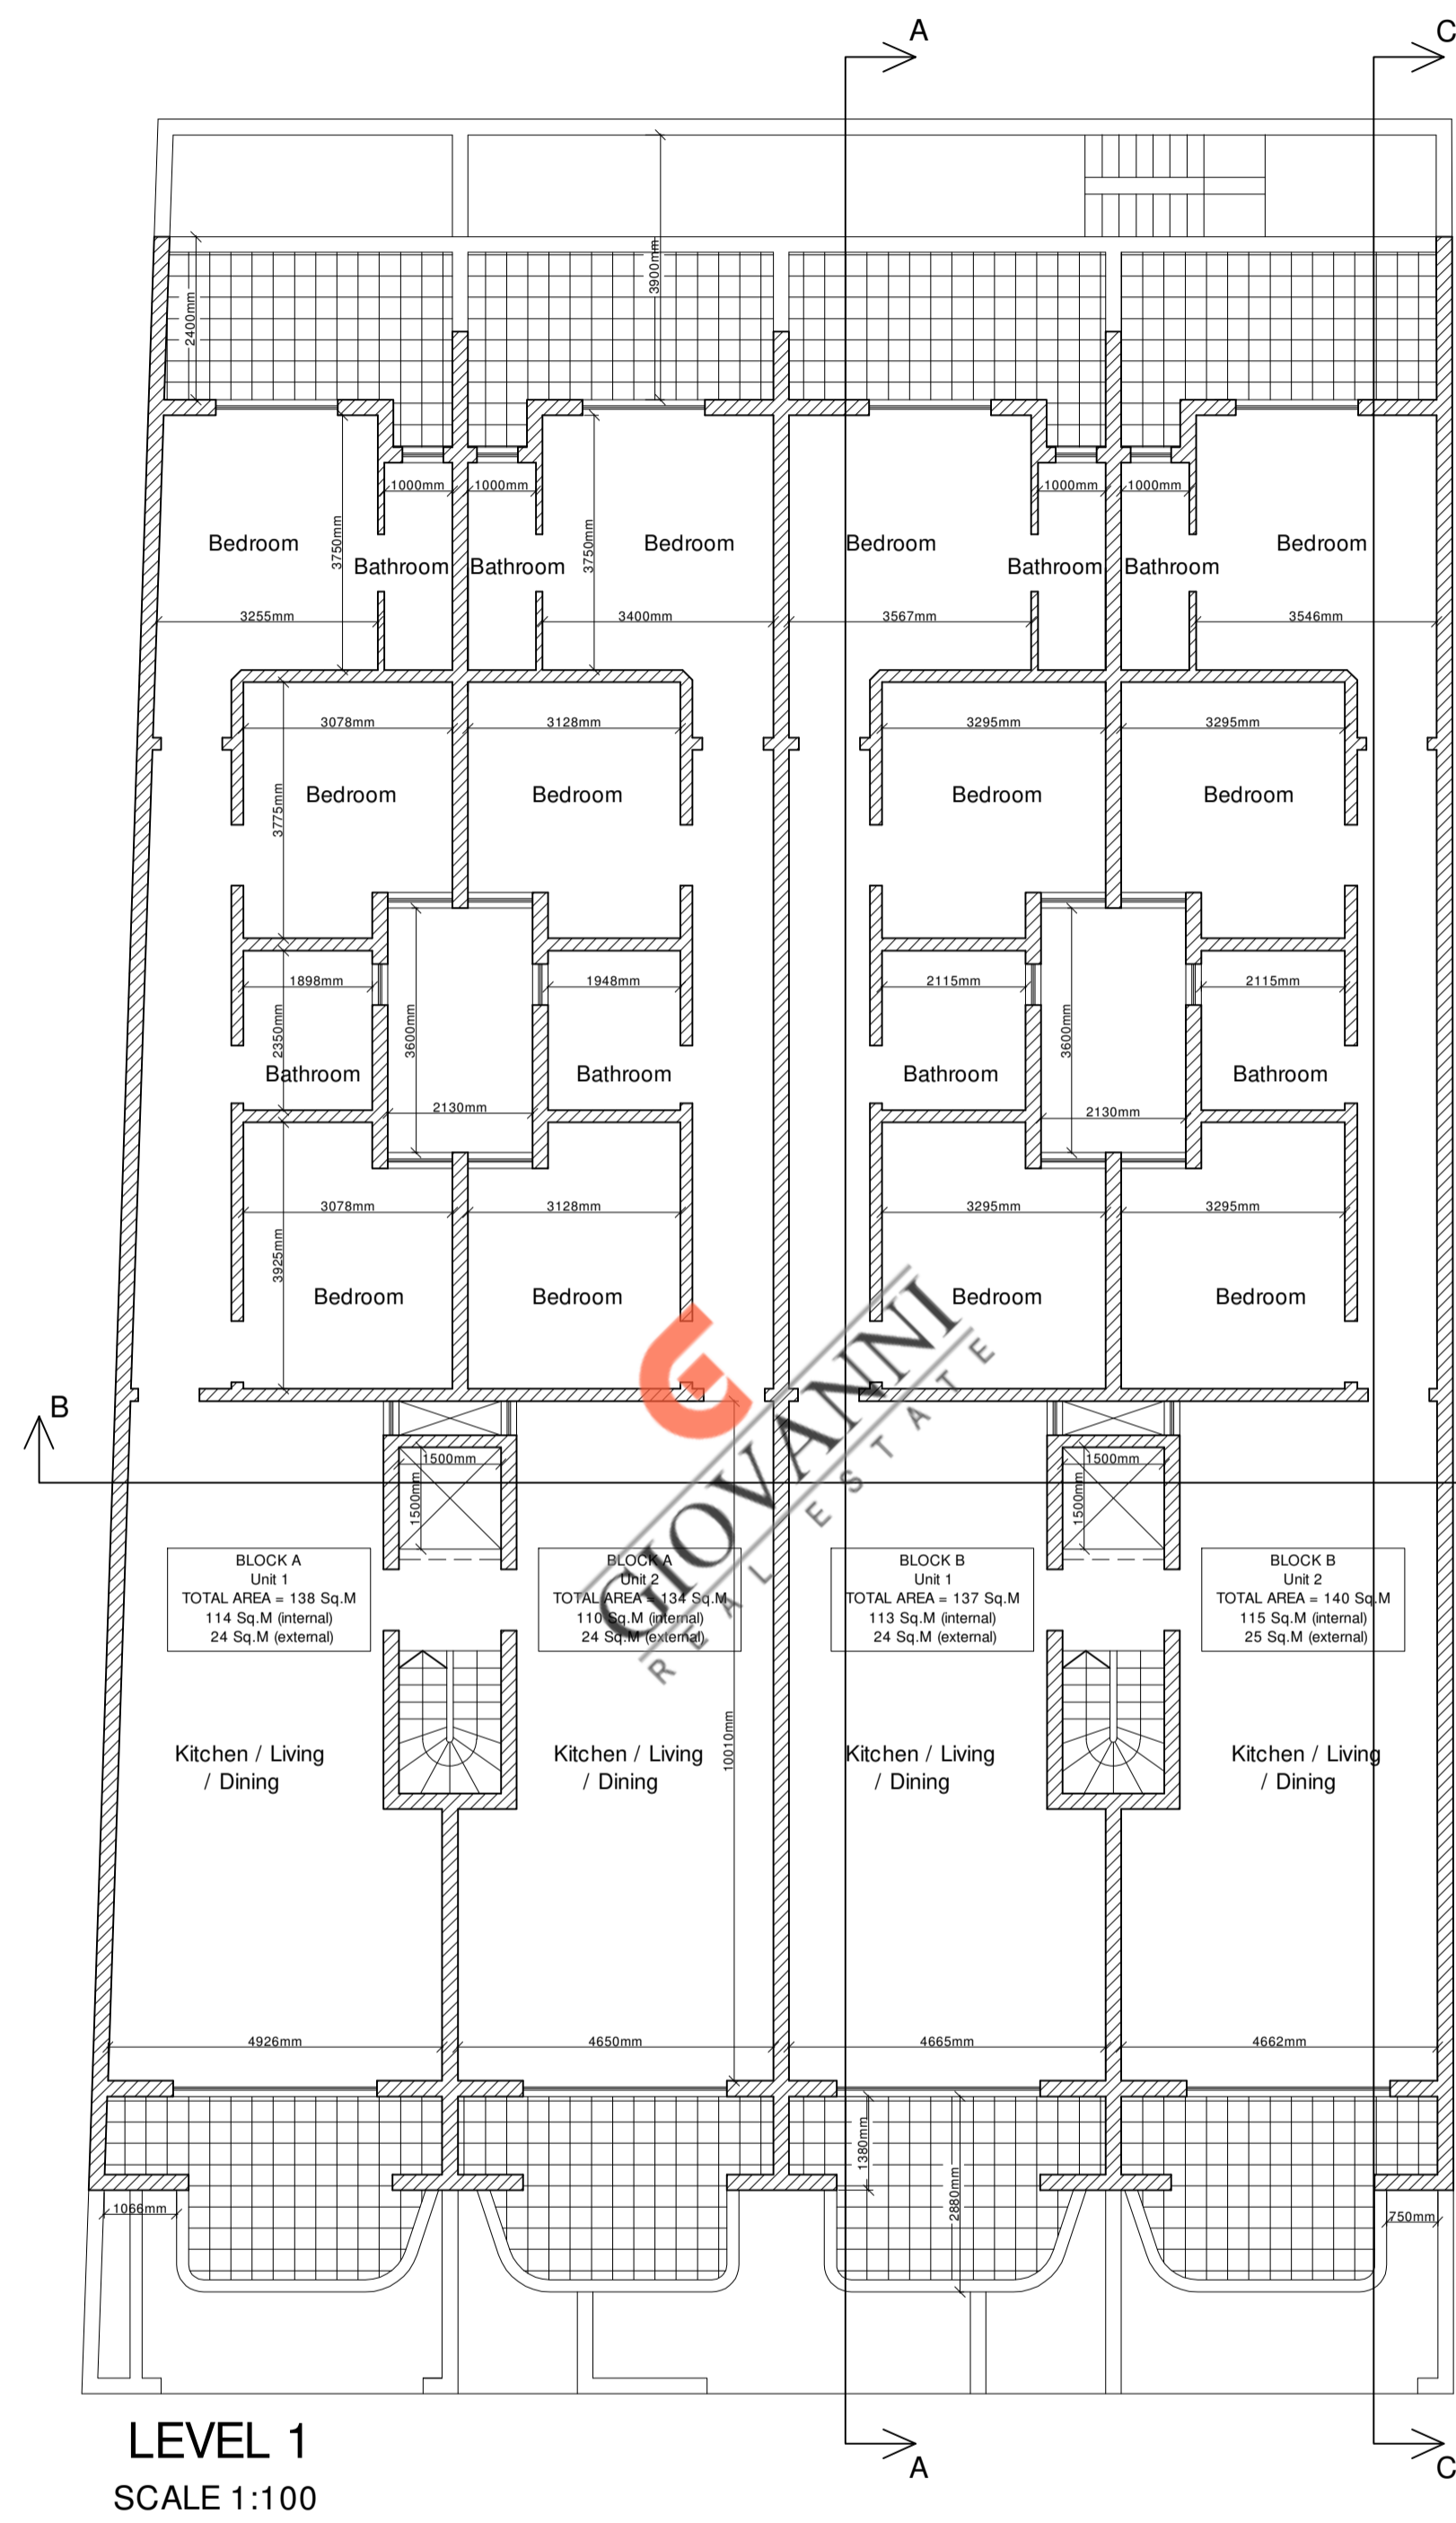 A
C
3900mm
2400mm
1000mm
1000mm
1000mm
1000mm
Bedroom
3750mm
Bathroom
Bathroom
3750mm
Bedroom
Bedroom
Bathroom
Bathroom
Bedroom
3255mm
3400mm
3567mm
3546mm
3078mm
3128mm
3295mm
3295mm
3775mm
Bedroom
Bedroom
Bedroom
Bedroom
1898mm
1948mm
2115mm
2115mm
2350mm
3600mm
3600mm
Bathroom
Bathroom
Bathroom
Bathroom
2130mm
2130mm
3078mm
3128mm
3295mm
3295mm
3925mm
Bedroom
Bedroom
Bedroom
Bedroom
B
G
GIOVANNI
REAL ESTATE
1500mm
1500mm
1500mm
1500mm
BLOCK A
Unit 1
TOTAL AREA = 138 Sq.M
114 Sq.M (internal)
24 Sq.M (external)
BLOCK A
Unit 2
TOTAL AREA = 134 Sq.M
110 Sq.M (internal)
24 Sq.M (external)
BLOCK B
Unit 1
TOTAL AREA = 137 Sq.M
113 Sq.M (internal)
24 Sq.M (external)
BLOCK B
Unit 2
TOTAL AREA = 140 Sq.M
115 Sq.M (internal)
25 Sq.M (external)
10010mm
Kitchen / Living
/ Dining
Kitchen / Living
/ Dining
Kitchen / Living
/ Dining
Kitchen / Living
/ Dining
4926mm
4650mm
4665mm
4662mm
1380mm
2880mm
1066mm
750mm
LEVEL 1
SCALE 1:100
A
C